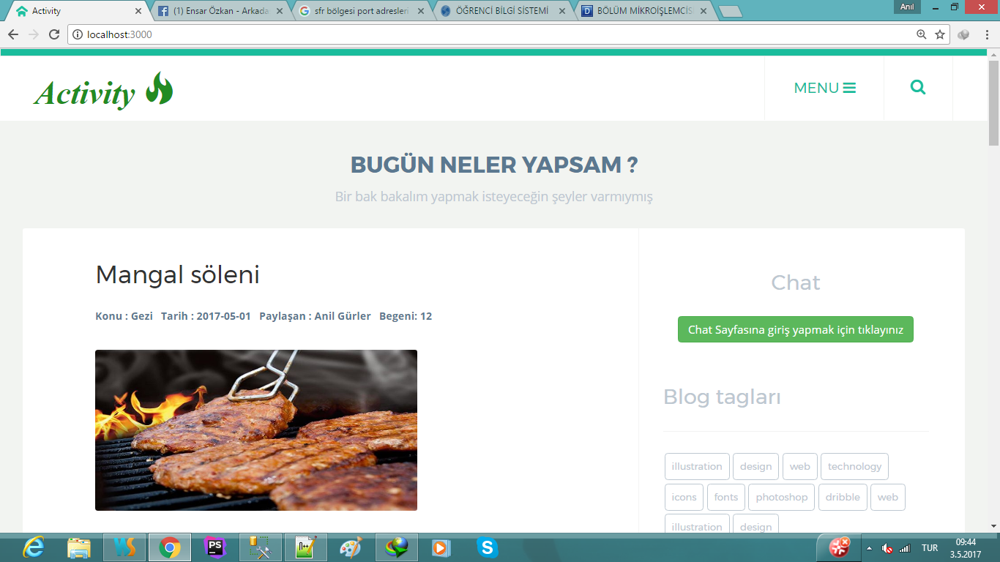 Activity
(1) Ensar Özkan - Arkada
sfr bölgesi port adresleri
ÖĞRENCİ BİLGİ SİSTEMİ
BÖLÜM MİKROİŞLEMCİS
Anıl
localhost:3000
Activity
MENU
BUGÜN NELER YAPSAM ?
Bir bak bakalım yapmak isteyeceğin şeyler varmıymış
Mangal söleni
Konu : Gezi Tarih : 2017-05-01 Paylaşan : Anil Gürler Begeni: 12
Chat
Chat Sayfasına giriş yapmak için tıklayınız
Blog tagları
illustration design web technology
icons fonts photoshop dribble web
illustration design
WS
PS
n++
TUR
09:44
3.5.2017